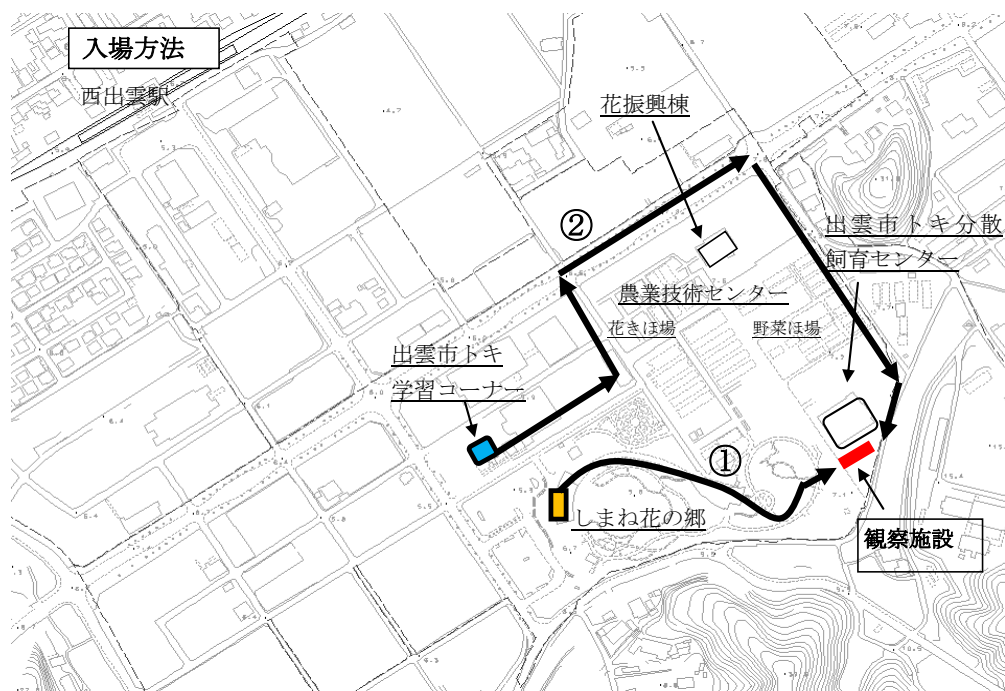 入場方法
西出雲駅
花振興棟
②
出雲市トキ分散
飼育センター
農業技術センター
花きほ場
野菜ほ場
出雲市トキ
学習コーナー
①
しまね花の郷
観察施設